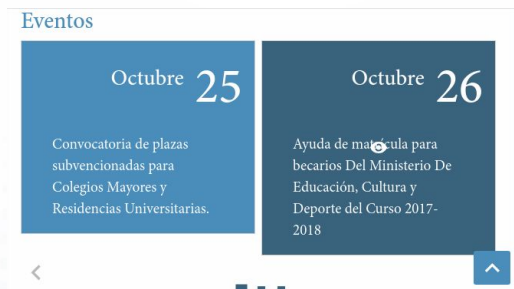 Eventos
Octubre 25
Convocatoria de plazas
subvencionadas para
Colegios Mayores y
Residencias Universitarias.
Octubre 26
Ayuda de matrícula para
becarios Del Ministerio De
Educación, Cultura y
Deporte del Curso 2017-
2018